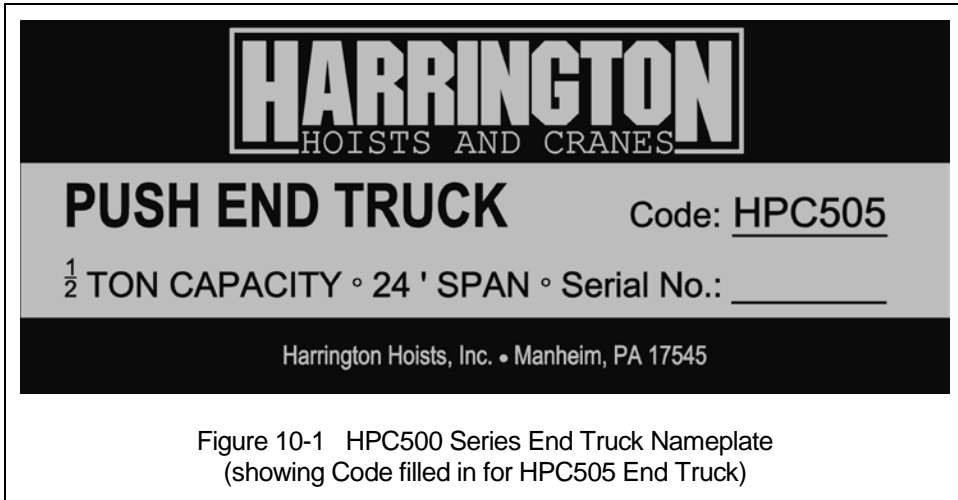 HARRINGTON
HOISTS AND CRANES
PUSH END TRUCK Code: HPC505
½ TON CAPACITY ° 24 ' SPAN ° Serial No.: ________
Harrington Hoists, Inc. • Manheim, PA 17545
Figure 10-1 HPC500 Series End Truck Nameplate
(showing Code filled in for HPC505 End Truck)